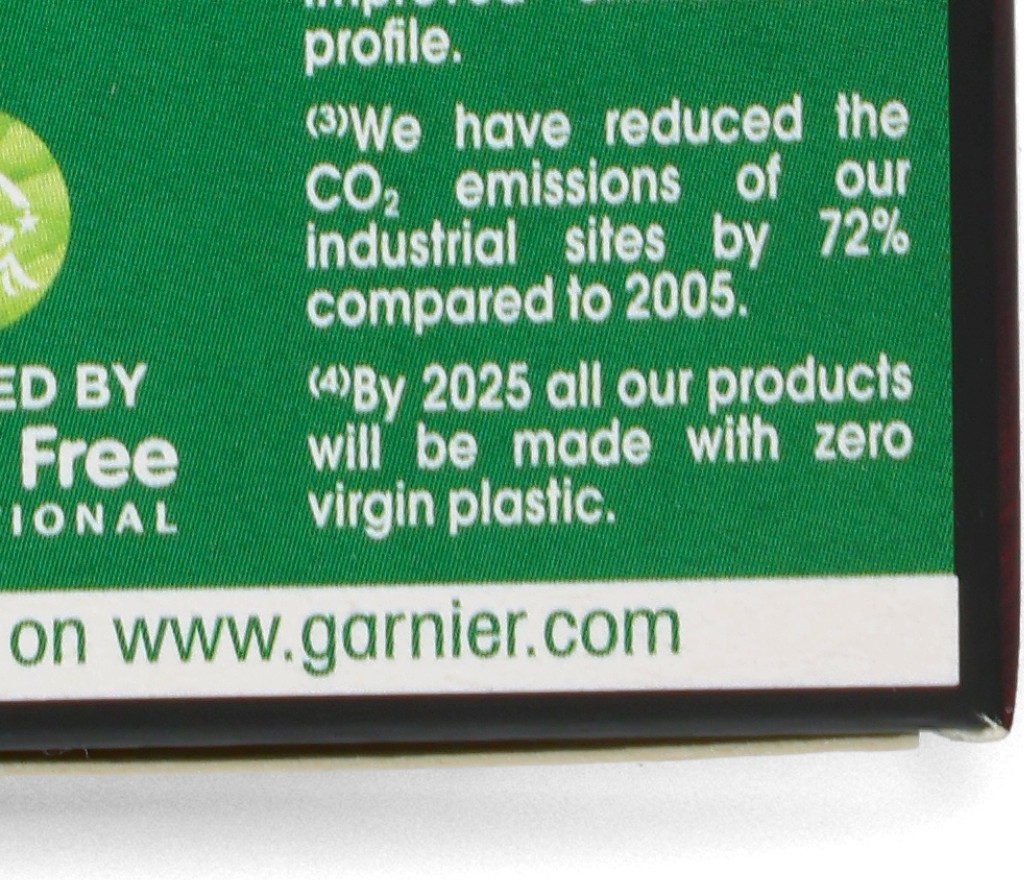 profile.
(3)We have reduced the
CO₂ emissions of our
industrial sites by 72%
compared to 2005.
(4)By 2025 all our products
will be made with zero
virgin plastic.
ED BY
Free
IONAL
on www.garnier.com